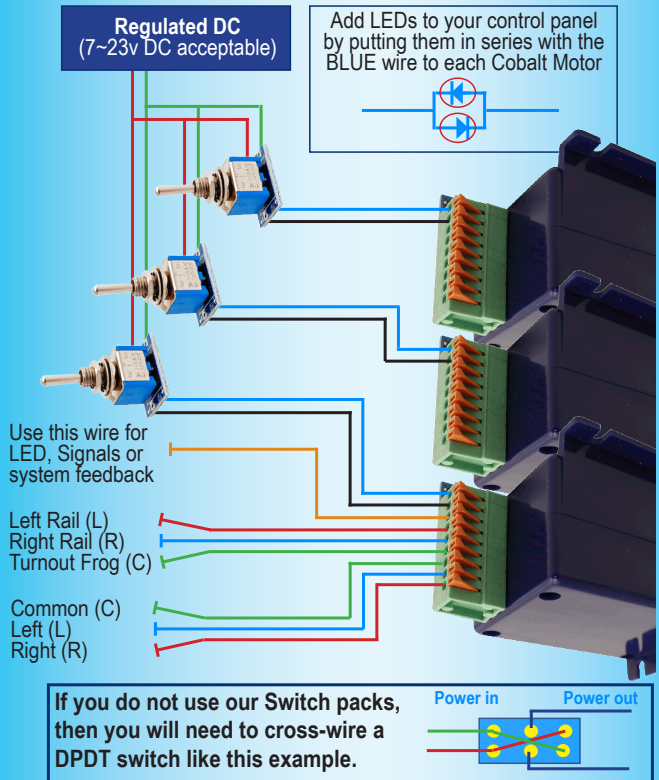 Regulated DC
(7~23v DC acceptable)
Add LEDs to your control panel
by putting them in series with the
BLUE wire to each Cobalt Motor
Use this wire for
LED, Signals or
system feedback
Left Rail (L)
Right Rail (R)
Turnout Frog (C)
Common (C)
Left (L)
Right (R)
If you do not use our Switch packs,
then you will need to cross-wire a
DPDT switch like this example.
Power in
Power out